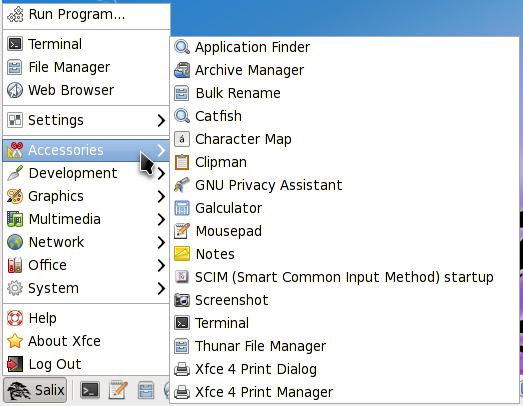 Run Program...
Terminal
File Manager
Web Browser
Settings
Accessories
Development
Graphics
Multimedia
Network
Office
System
Help
About Xfce
Log Out
Salix
Application Finder
Archive Manager
Bulk Rename
Catfish
á Character Map
Clipman
GNU Privacy Assistant
Galculator
Mousepad
Notes
SCIM (Smart Common Input Method) startup
Screenshot
Terminal
Thunar File Manager
Xfce 4 Print Dialog
Xfce 4 Print Manager